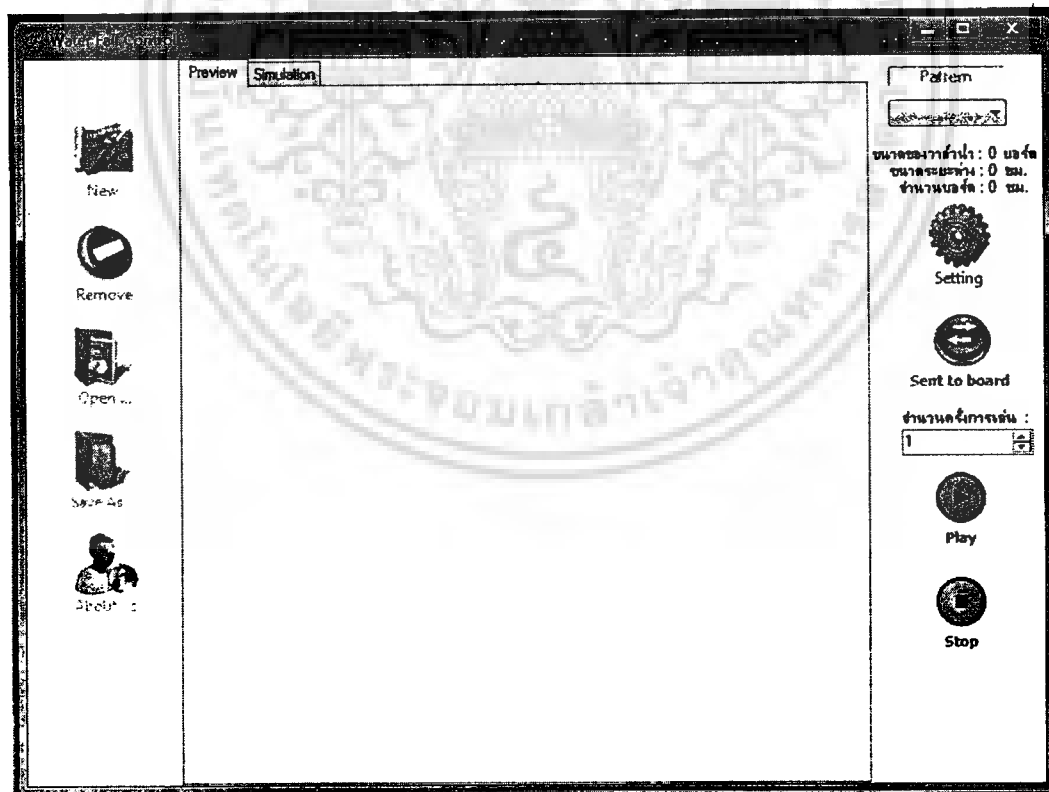 Preview Simulation
Pattern
New
Remove
Open ...
Save As
About
ขนาดของวาล์วน้ำ : 0 บอร์ด
ขนาดระยะห่าง : 0 ซม.
จำนวนบอร์ด : 0 ซม.
Setting
Sent to board
จำนวนครั้งการเล่น :
1
Play
Stop